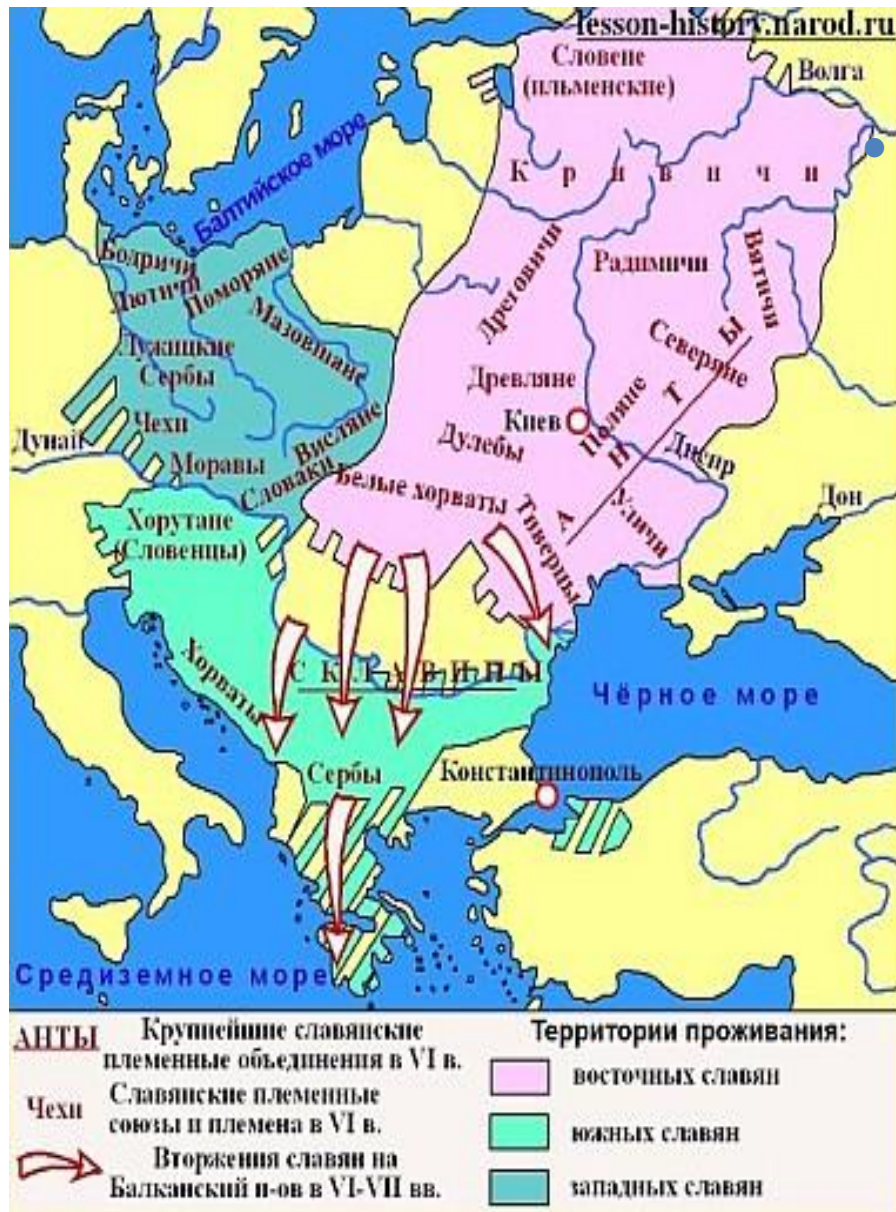 lesson-history.narod.ru
Словене
(ильменские)
Волга
Кривичи
Балтийское море
Бодричи
Лютичи
Поморяне
Мазовшане
Лужицкие
Сербы
Чехи
Висляне
Дунай
Моравы
Словаки
Дреговичи
Радимичи
Вятичи
Северяне
Древляне
Киев
Поляне
Дулебы
Днепр
Белые хорваты
АНТЫ
Тиверцы
Уличи
Дон
Хорутане
(Словенцы)
Хорваты
СКЛАВИНЫ
Чёрное море
Сербы
Константинополь
Средиземное море
АНТЫ
Крупнейшие славянские
племенные объединения в VI в.
Чехи
Славянские племенные
союзы и племена в VI в.
Вторжения славян на
Балканский п-ов в VI-VII вв.
Территории проживания:
восточных славян
южных славян
западных славян